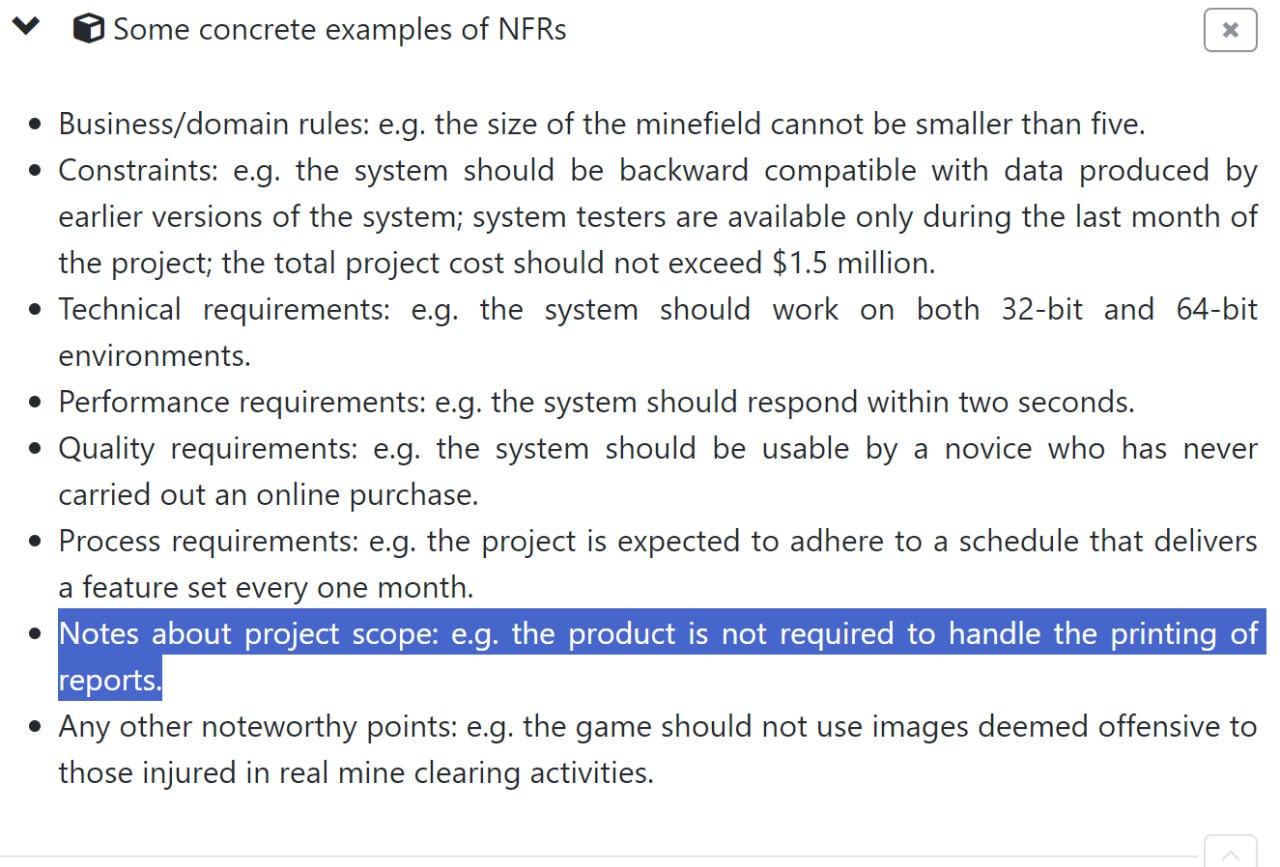 Some concrete examples of NFRs
Business/domain rules: e.g. the size of the minefield cannot be smaller than five.
Constraints: e.g. the system should be backward compatible with data produced by
earlier versions of the system; system testers are available only during the last month of
the project; the total project cost should not exceed $1.5 million.
Technical requirements: e.g. the system should work on both 32-bit and 64-bit
environments.
Performance requirements: e.g. the system should respond within two seconds.
Quality requirements: e.g. the system should be usable by a novice who has never
carried out an online purchase.
Process requirements: e.g. the project is expected to adhere to a schedule that delivers
a feature set every one month.
Notes about project scope: e.g. the product is not required to handle the printing of
reports.
Any other noteworthy points: e.g. the game should not use images deemed offensive to
those injured in real mine clearing activities.